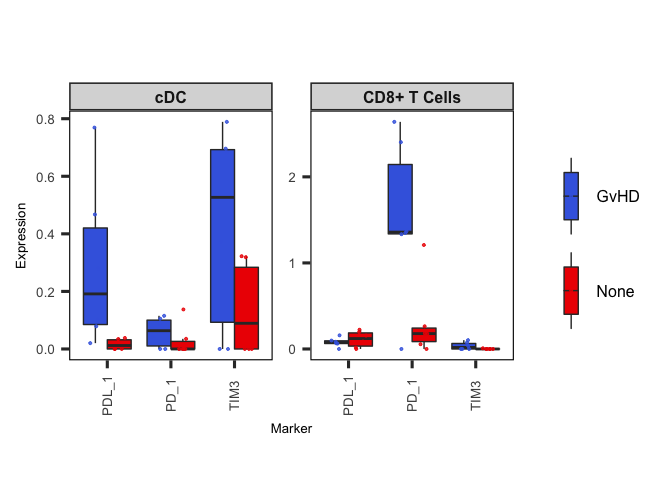 cDC
CD8+ T Cells
0.8
0.6
0.4
0.2
0.0
2
1
0
Expression
PDL_1
PD_1
TIM3
PDL_1
PD_1
TIM3
Marker
GvHD
None